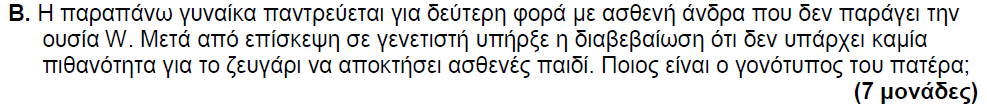 Β. Η παραπάνω γυναίκα παντρεύεται για δεύτερη φορά με ασθενή άνδρα που δεν παράγει την
ουσία W. Μετά από επίσκεψη σε γενετιστή υπήρξε η διαβεβαίωση ότι δεν υπάρχει καμία
πιθανότητα για το ζευγάρι να αποκτήσει ασθενές παιδί. Ποιος είναι ο γονότυπος του πατέρα;
(7 μονάδες)